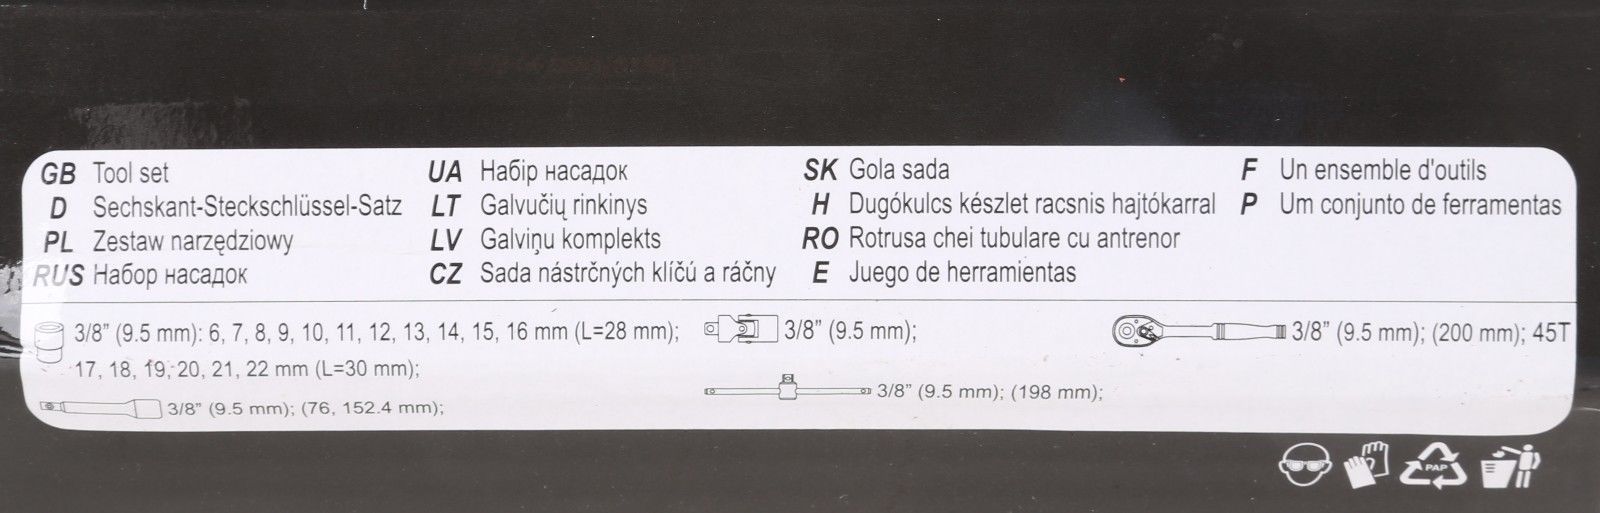 GB Tool set
D Sechskant-Steckschlüssel-Satz
PL Zestaw narzędziowy
RUS Набор насадок
UA Набір насадок
LT Galvučių rinkinys
LV Galviņu komplekts
CZ Sada nástrčných klíčú a ráčny
SK Gola sada
H Dugókulcs készlet racsnis hajtókarral
RO Rotrusa chei tubulare cu antrenor
E Juego de herramientas
F Un ensemble d'outils
P Um conjunto de ferramentas
3/8” (9.5 mm): 6, 7, 8, 9, 10, 11, 12, 13, 14, 15, 16 mm (L=28 mm);
17, 18, 19, 20, 21, 22 mm (L=30 mm);
3/8” (9.5 mm); (76, 152.4 mm);
3/8” (9.5 mm);
3/8” (9.5 mm); (198 mm);
3/8” (9.5 mm); (200 mm); 45T
PAP